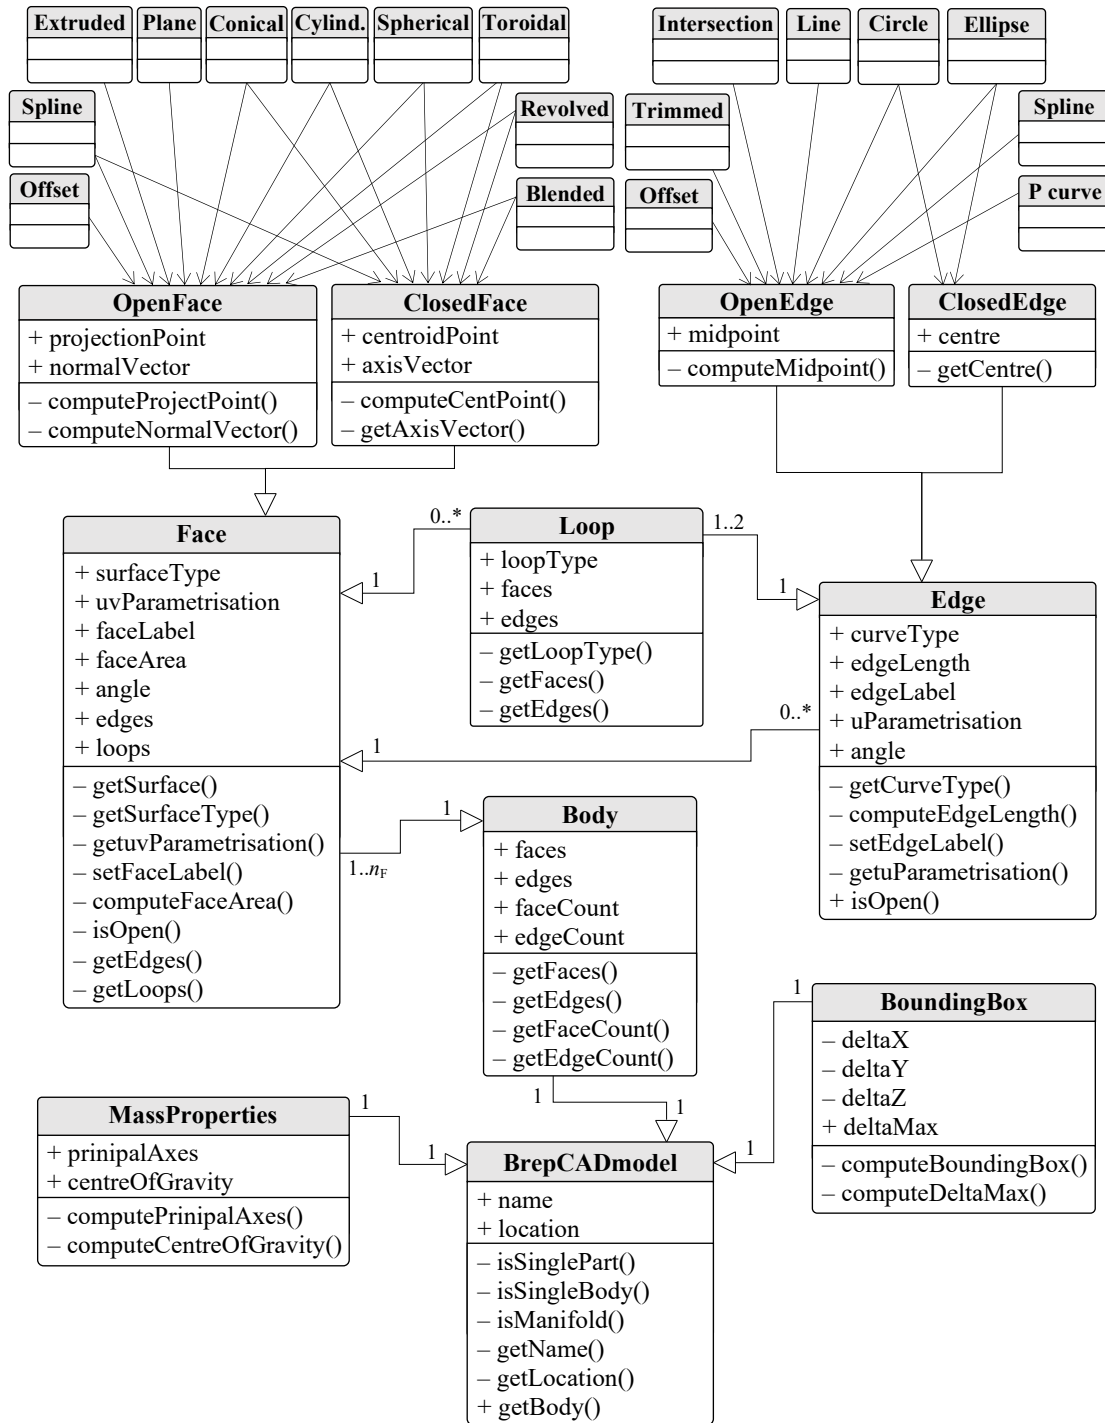 Extruded
Plane
Conical
Cylind.
Spherical
Toroidal
Intersection
Line
Circle
Ellipse
Spline
Revolved
Trimmed
Spline
Offset
Blended
Offset
P curve
OpenFace
+ projectionPoint
+ normalVector
– computeProjectPoint()
– computeNormalVector()
ClosedFace
+ centroidPoint
+ axisVector
– computeCentPoint()
– getAxisVector()
OpenEdge
+ midpoint
– computeMidpoint()
ClosedEdge
+ centre
– getCentre()
Face
+ surfaceType
+ uvParametrisation
+ faceLabel
+ faceArea
+ angle
+ edges
+ loops
– getSurface()
– getSurfaceType()
– getuvParametrisation()
– setFaceLabel()
– computeFaceArea()
– isOpen()
– getEdges()
– getLoops()
0..*
1
Loop
+ loopType
+ faces
+ edges
– getLoopType()
– getFaces()
– getEdges()
1..2
1
Edge
+ curveType
+ edgeLength
+ edgeLabel
+ uParametrisation
+ angle
– getCurveType()
– computeEdgeLength()
– setEdgeLabel()
– getuParametrisation()
+ isOpen()
0..*
1
1
1..nF
Body
+ faces
+ edges
+ faceCount
+ edgeCount
– getFaces()
– getEdges()
– getFaceCount()
– getEdgeCount()
1
1
BoundingBox
– deltaX
– deltaY
– deltaZ
+ deltaMax
– computeBoundingBox()
– computeDeltaMax()
1
1
MassProperties
+ prinipalAxes
+ centreOfGravity
– computePrinipalAxes()
– computeCentreOfGravity()
1
1
BrepCADmodel
+ name
+ location
– isSinglePart()
– isSingleBody()
– isManifold()
– getName()
– getLocation()
+ getBody()